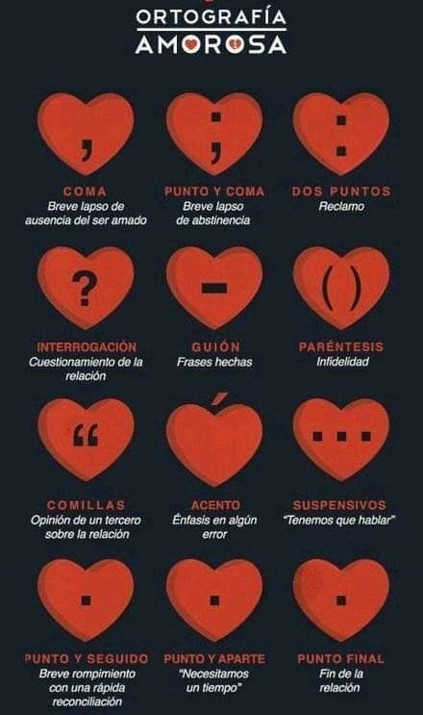 ORTOGRAFÍA
AMOROSA
,
;
:
COMA
PUNTO Y COMA
DOS PUNTOS
Breve lapso de
ausencia del ser amado
Breve lapso
de abstinencia
Reclamo
?
-
( )
INTERROGACIÓN
GUIÓN
PARÉNTESIS
Cuestionamiento de la
relación
Frases hechas
Infidelidad
“
´
...
COMILLAS
ACENTO
SUSPENSIVOS
Opinión de un tercero
sobre la relación
Énfasis en algún
error
"Tenemos que hablar"
.
.
.
PUNTO Y SEGUIDO
PUNTO Y APARTE
PUNTO FINAL
Breve rompimiento
con una rápida
reconciliación
"Necesitamos
un tiempo"
Fin de la
relación